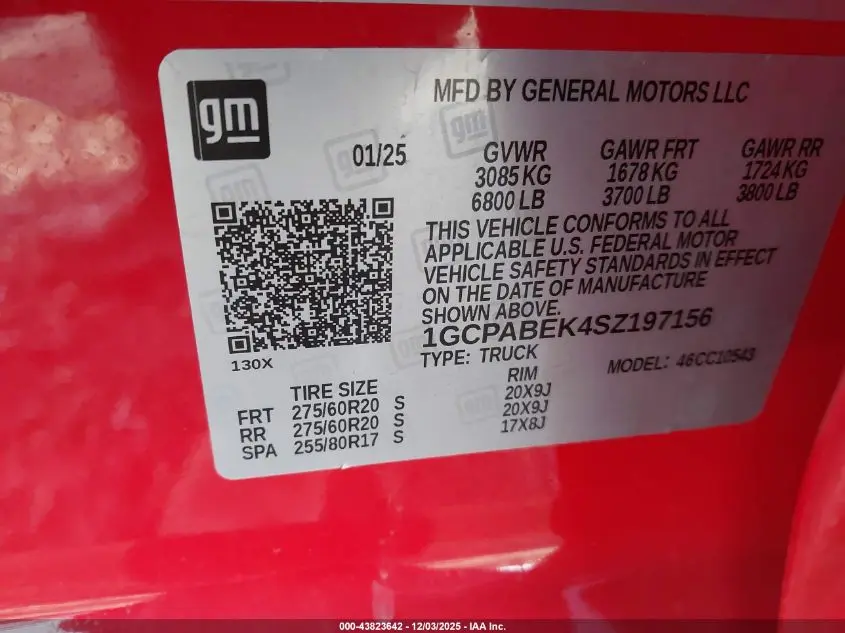 gm
MFD BY GENERAL MOTORS LLC
01/25 GVWR GAWR FRT GAWR RR
3085 KG 1678 KG 1724 KG
6800 LB 3700 LB 3800 LB
THIS VEHICLE CONFORMS TO ALL
APPLICABLE U.S. FEDERAL MOTOR
VEHICLE SAFETY STANDARDS IN EFFECT
ON THE DATE OF MANUFACTURE
SHOWN ABOVE.
1GCPABEK4SZ197156
130X TYPE: TRUCK MODEL: 46CC10543
TIRE SIZE RIM
FRT 275/60R20 S 20X9J
RR 275/60R20 S 20X9J
SPA 255/80R17 S 17X8J
000-43823642 - 12/03/2025 - IAA Inc.